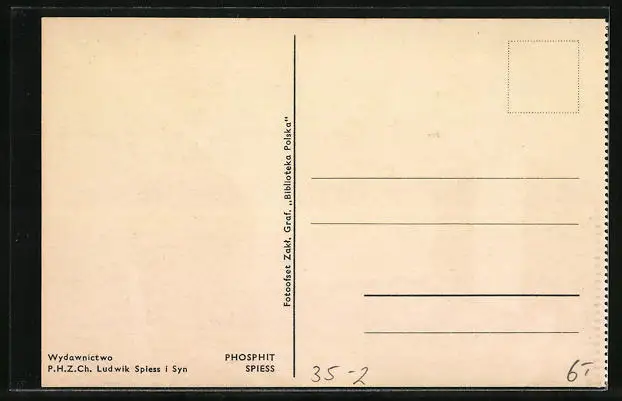 Fotoofset Zakł. Graf. „Biblioteka Polska"
Wydawnictwo
P.H.Z.Ch. Ludwik Spiess i Syn
PHOSPHIT
SPIESS
35-2
6,-